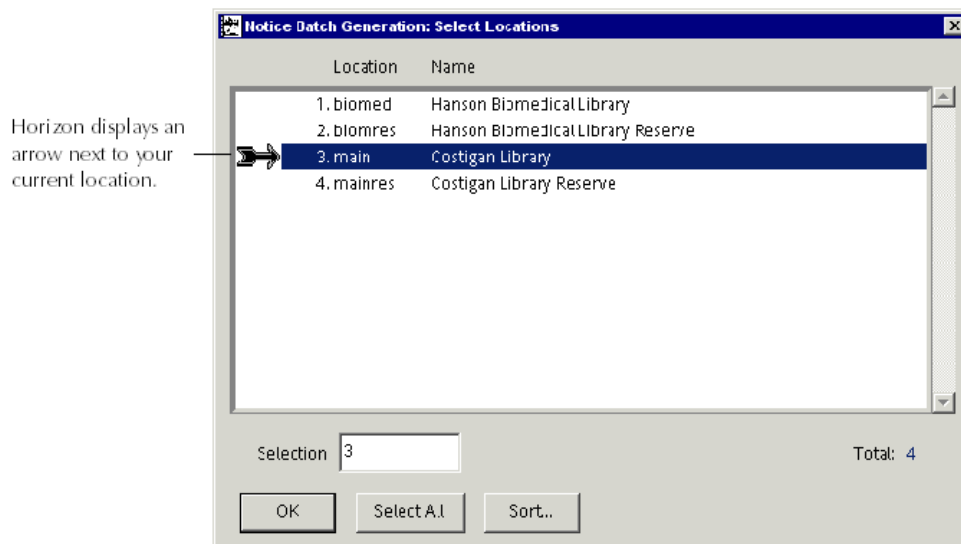 Notice Batch Generation: Select Locations
Location Name
1. biomed Hanson Biomedical Library
2. biomres Hanson Biomedical Library Reserve
Horizon displays an
arrow next to your
current location.
3. main Costigan Library
4. mainres Costigan Library Reserve
Selection 3
Total: 4
OK Select All Sort...